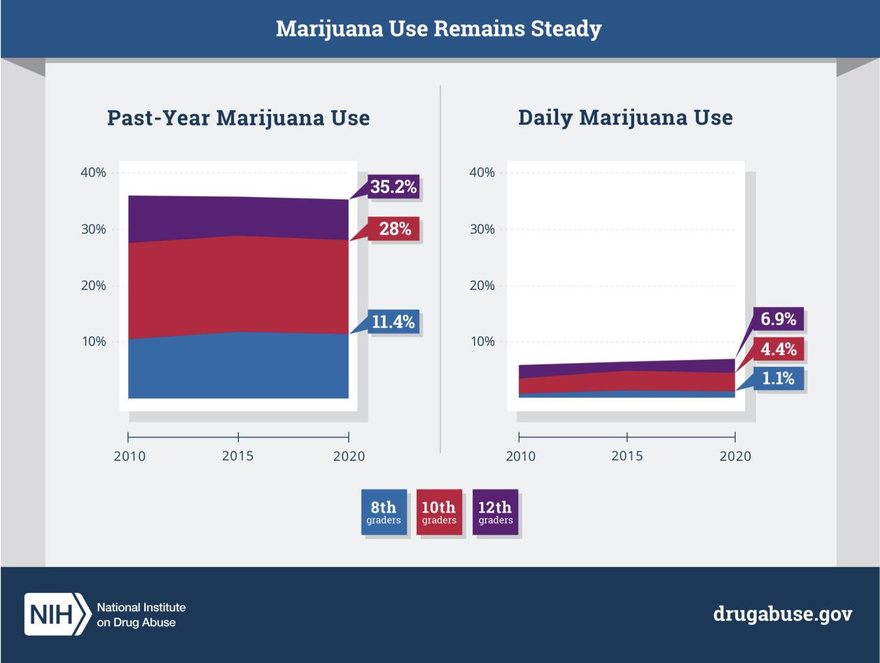 Marijuana Use Remains Steady
Past-Year Marijuana Use
40%
30%
20%
10%
35.2%
28%
11.4%
2010
2015
2020
Daily Marijuana Use
40%
30%
20%
10%
6.9%
4.4%
1.1%
2010
2015
2020
8th
graders
10th
graders
12th
graders
NIH
National Institute
on Drug Abuse
drugabuse.gov